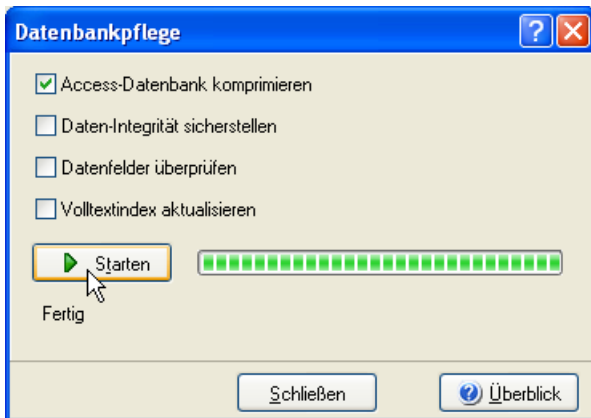 Datenbankpflege
Access-Datenbank komprimieren
Daten-Integrität sicherstellen
Datenfelder überprüfen
Volltextindex aktualisieren
Starten
Fertig
Schließen
Überblick